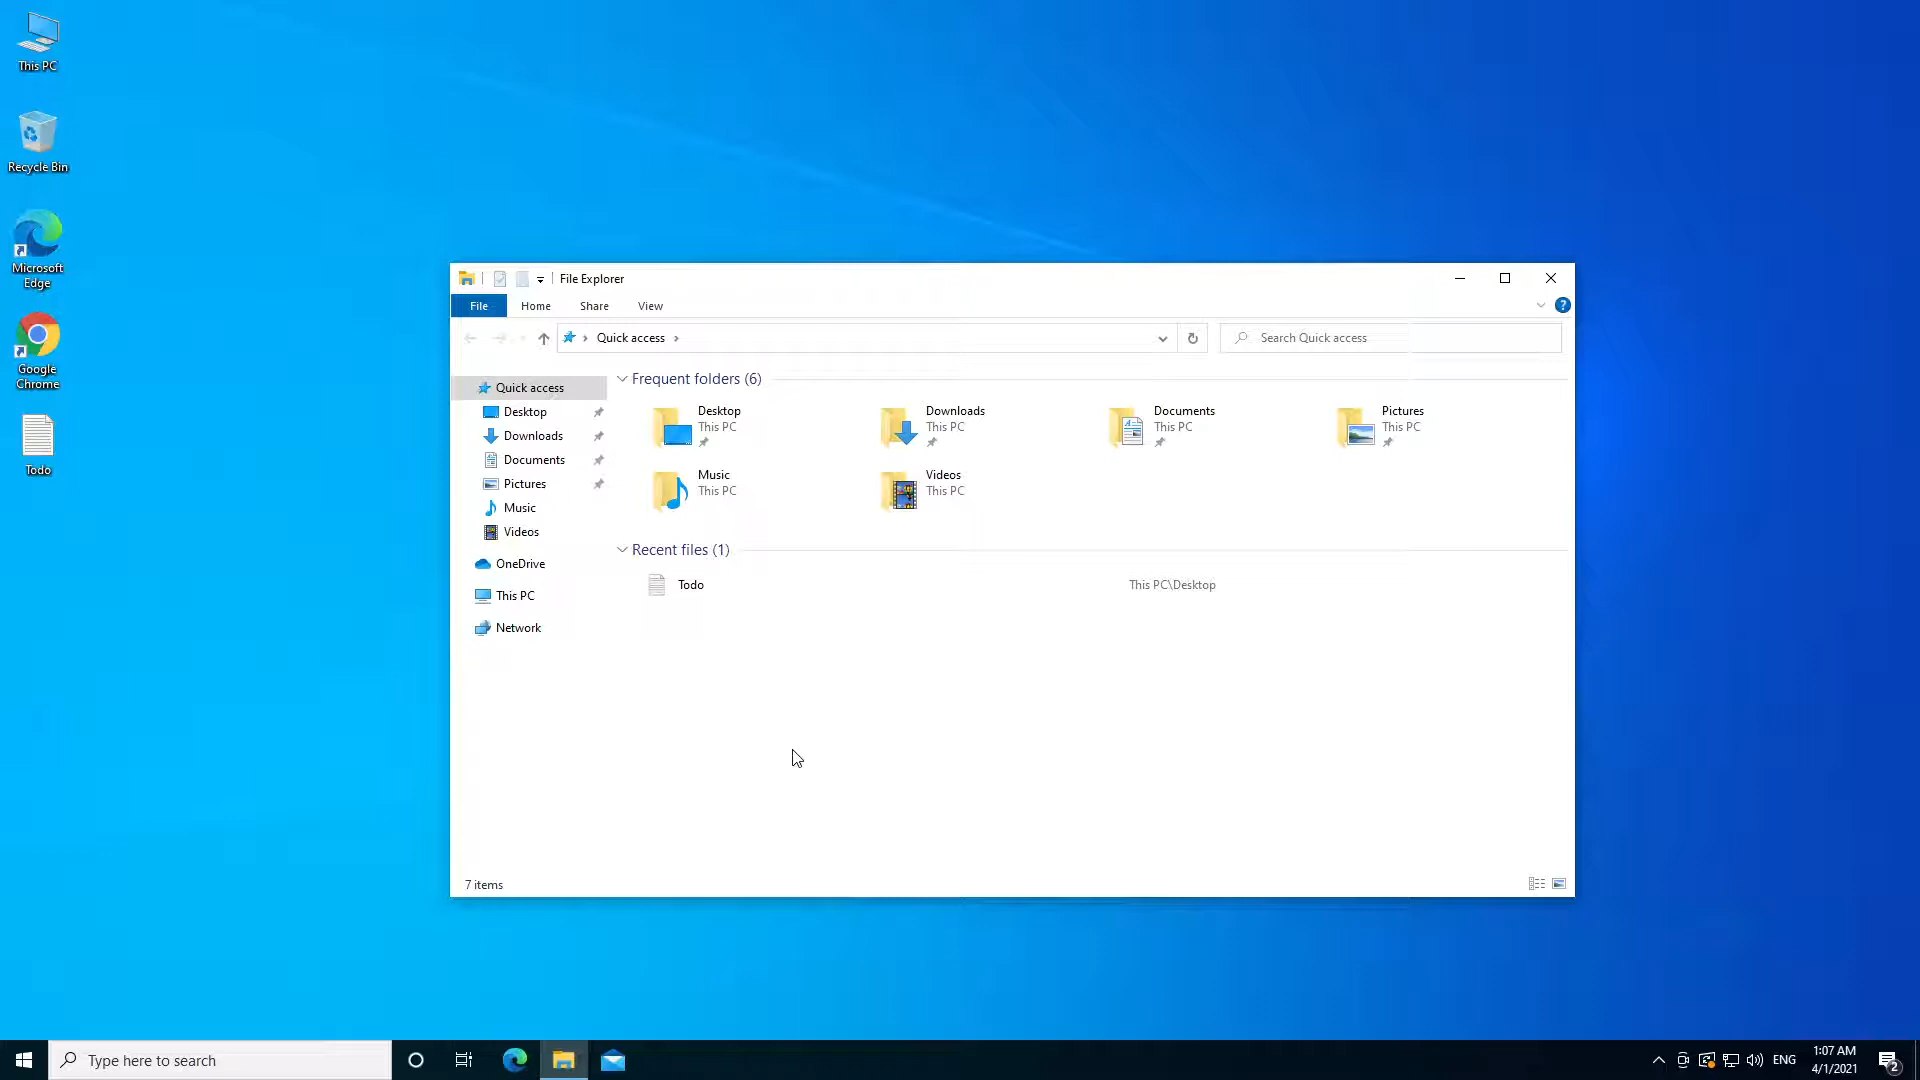 This PC
Recycle Bin
Microsoft
Edge
Google
Chrome
Todo
File Explorer
File Home Share View
?
Quick access
Search Quick access
Quick access
Desktop
Downloads
Documents
Pictures
Music
Videos
OneDrive
This PC
Network
Frequent folders (6)
Desktop
This PC
Downloads
This PC
Documents
This PC
Pictures
This PC
Music
This PC
Videos
This PC
Recent files (1)
Todo This PC\Desktop
7 items
Type here to search
ENG
1:07 AM
4/1/2021
2